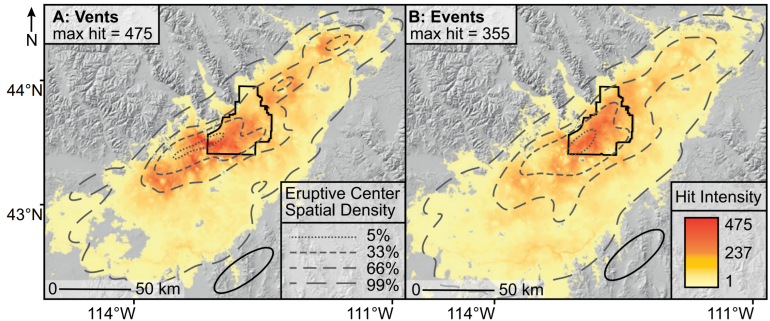 A: Vents
max hit = 475
B: Events
max hit = 355
N
44°N
43°N
Eruptive Center
Spatial Density
5%
33%
66%
99%
Hit Intensity
475
237
1
0 50 km
0 50 km
114°W
111°W
114°W
111°W